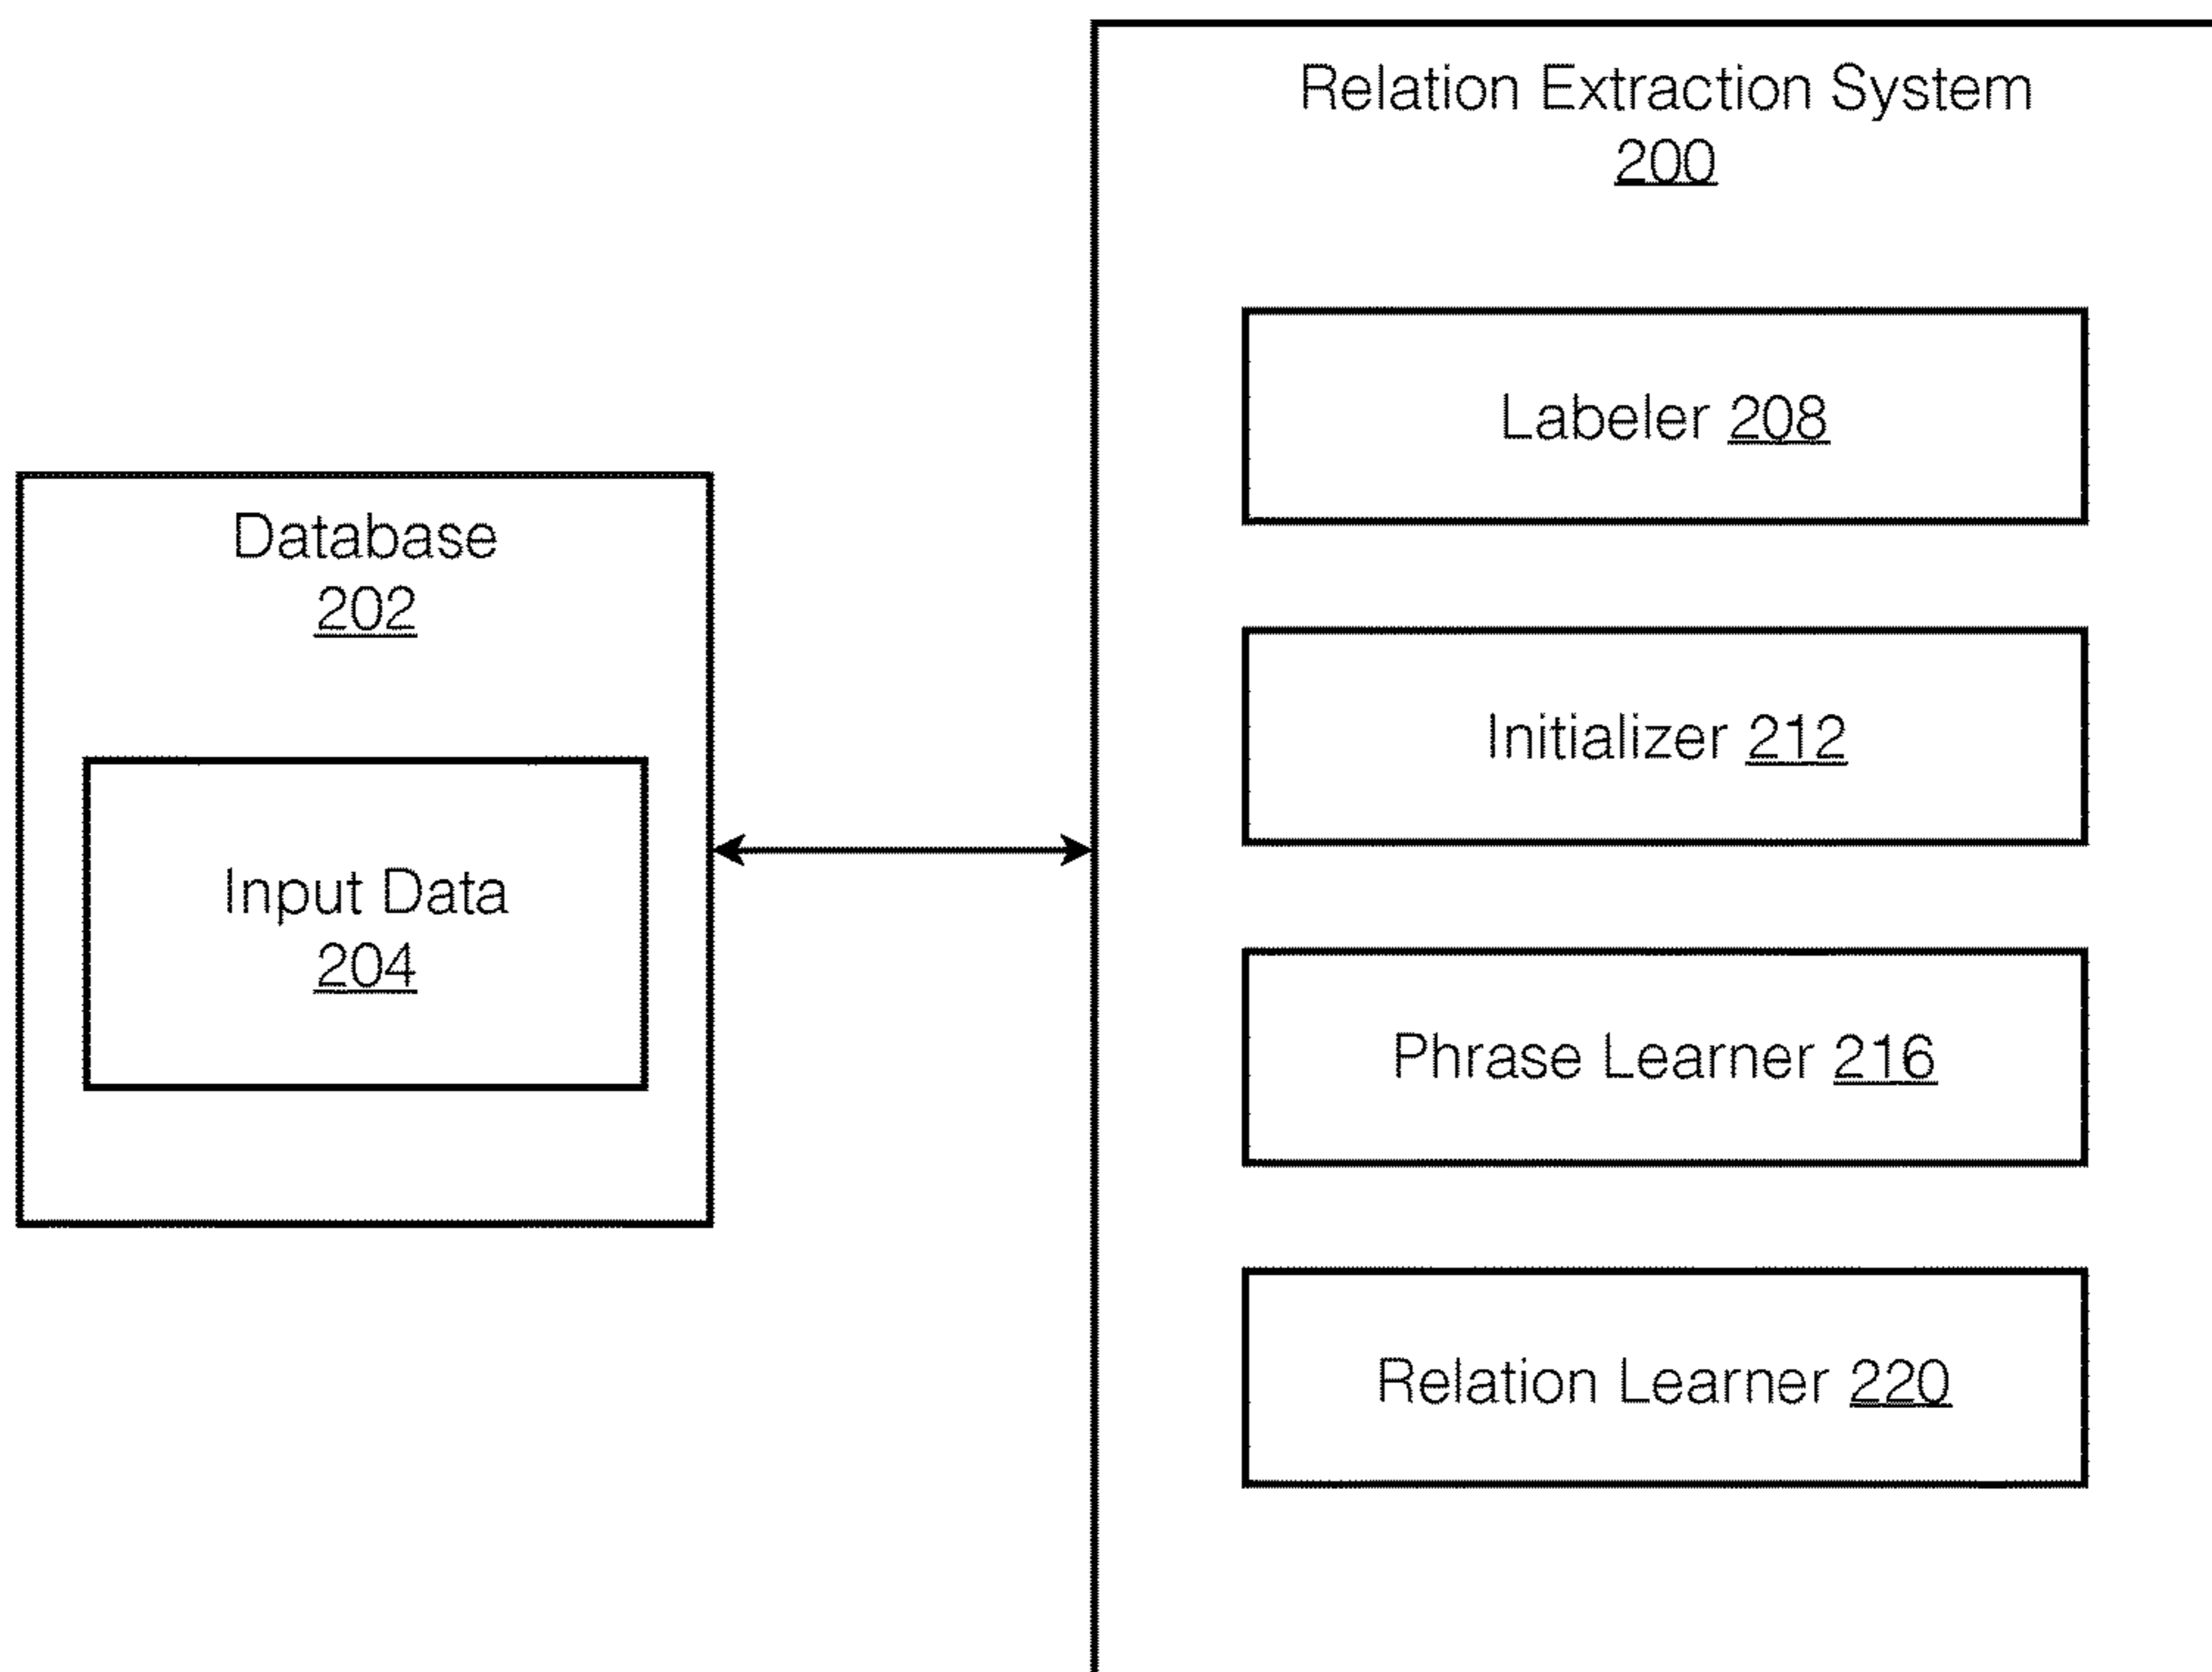 Relation Extraction System
200
Labeler 208
Database
202
Initializer 212
Input Data
204
Phrase Learner 216
Relation Learner 220